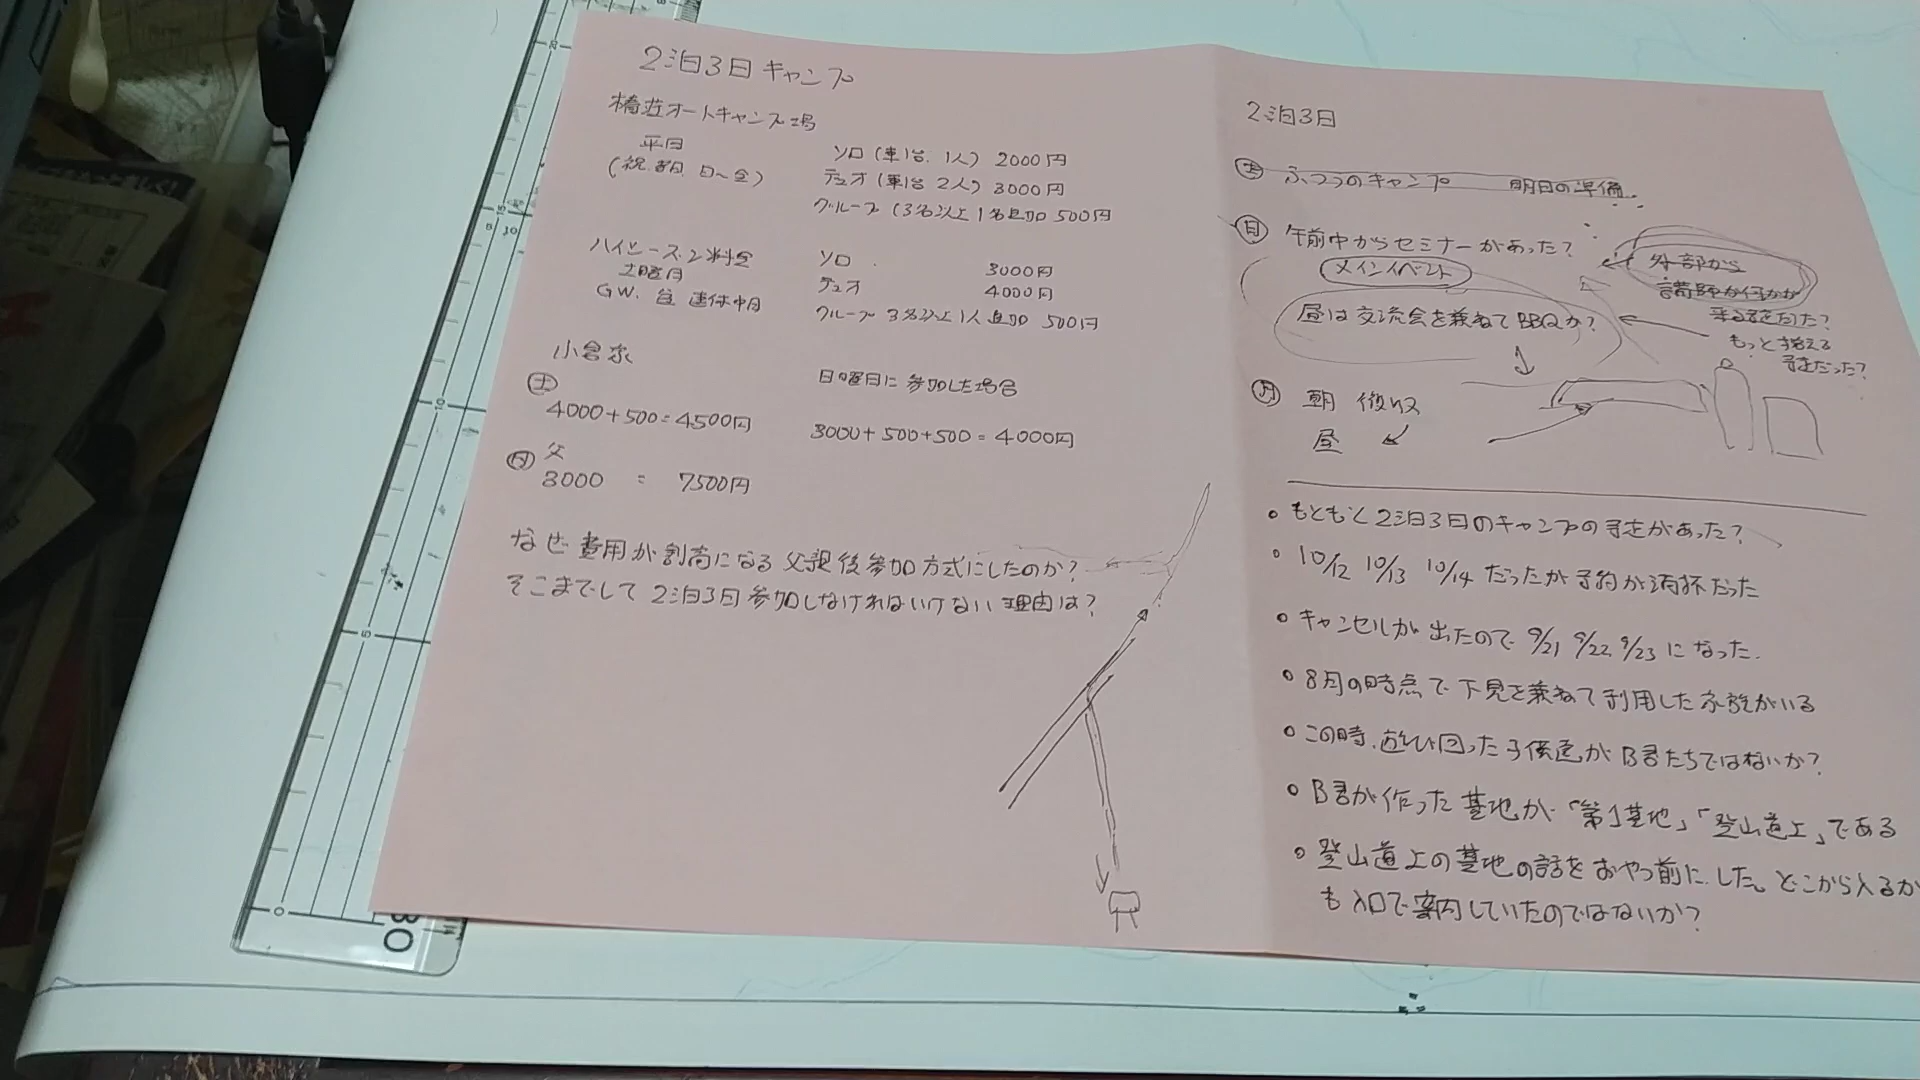 2泊3日キャンプ
椿荘オートキャンプ場
平日
(祝前日 日〜金)
ソロ(車1台. 1人) 2000円
デュオ(車1台 2人) 3000円
グループ(3名以上1名追加 500円
ハイシーズン料金
土曜日
GW. 連休中日
ソロ 3000円
デュオ 4000円
グループ 3名以上1人追加 500円
小倉家
土
4000+500=4500円
日曜日に参加した場合
3000+500+500=4000円
父
3000 = 7500円
なぜ費用が割高になる父親後参加方式にしたのか?
そこまでして2泊3日参加しなければいけない理由は?
2泊3日
土 ふつうのキャンプ 明日の準備
日 午前中からセミナーがあった?
メインイベント
外部から
講師か何かが
来る予定だった?
もっと増える
予定だった?
昼は交流会を兼ねてBBQか?
月 朝 撤収
昼
• もともと2泊3日のキャンプの予定があった?
• 10/12 10/13 10/14だったが予約が満杯だった
• キャンセルが出たので 9/21 9/22 9/23になった.
• 8月の時点で下見を兼ねて利用した家族がいる
• この時、遊び回った子供達がB君たちではないか?
• B君が作った基地が「第1基地」「登山道上」である
• 登山道上の基地の話をおやつ前にした。どこから入るか
も入口で案内していたのではないか?
0
5
10
15
20
30